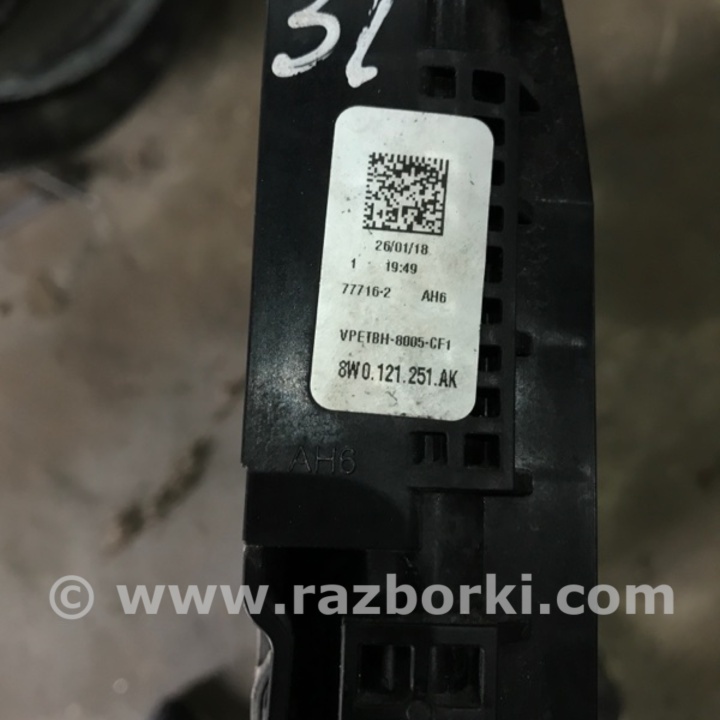 3L
26/01/18
1 19:49
77716-2 AH6
VPETBH-8005-CF1
8W0.121.251.AK
AH6
© www.razborki.com